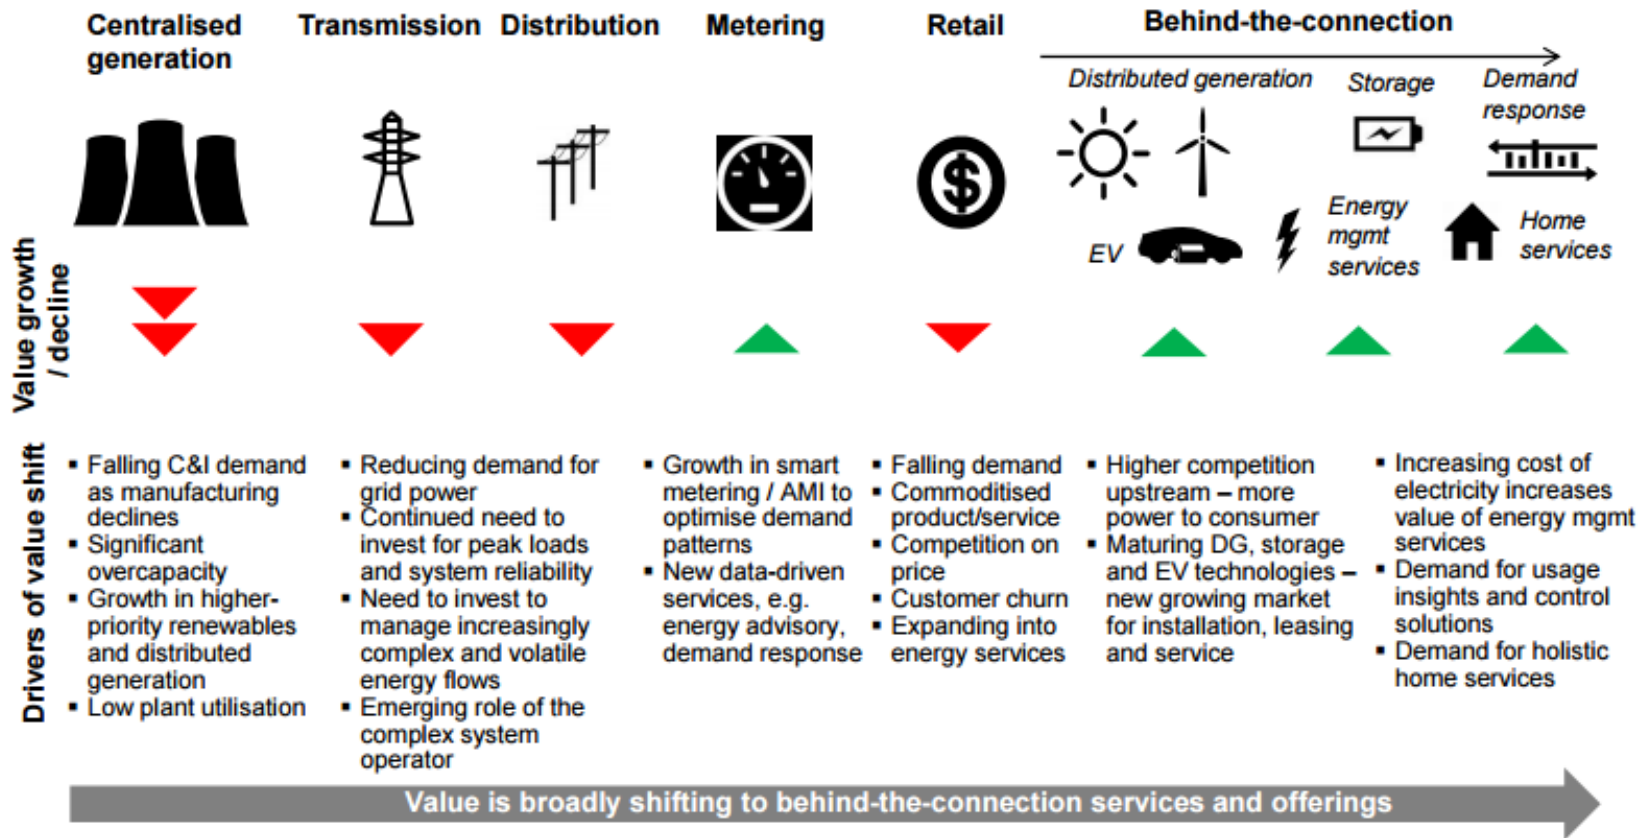 Centralised
generation
Transmission
Distribution
Metering
Retail
Behind-the-connection
Distributed generation
Storage
Demand
response
EV
Energy
mgmt
services
Home
services
$
Value growth
/ decline
Drivers of value shift
▪ Falling C&I demand
as manufacturing
declines
▪ Significant
overcapacity
▪ Growth in higher-
priority renewables
and distributed
generation
▪ Low plant utilisation
▪ Reducing demand for
grid power
▪ Continued need to
invest for peak loads
and system reliability
▪ Need to invest to
manage increasingly
complex and volatile
energy flows
▪ Emerging role of the
complex system
operator
▪ Growth in smart
metering / AMI to
optimise demand
patterns
▪ New data-driven
services, e.g.
energy advisory,
demand response
▪ Falling demand
▪ Commoditised
product/service
▪ Competition on
price
▪ Customer churn
▪ Expanding into
energy services
▪ Higher competition
upstream – more
power to consumer
▪ Maturing DG, storage
and EV technologies –
new growing market
for installation, leasing
and service
▪ Increasing cost of
electricity increases
value of energy mgmt
services
▪ Demand for usage
insights and control
solutions
▪ Demand for holistic
home services
Value is broadly shifting to behind-the-connection services and offerings